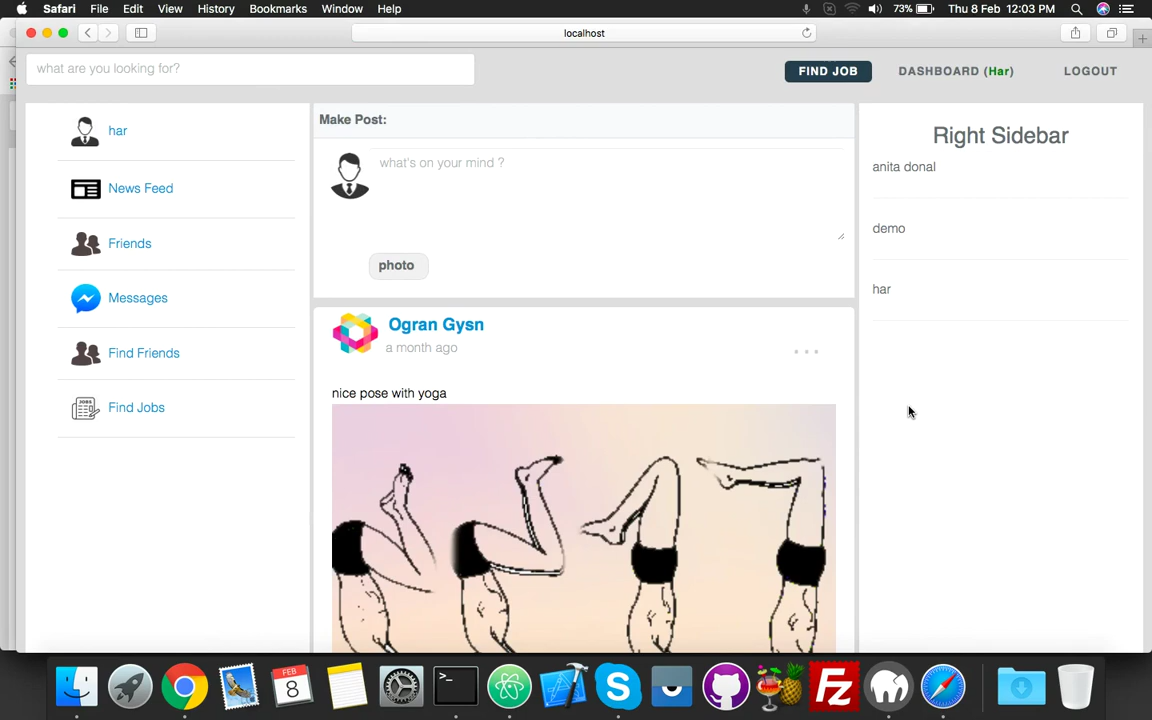 Safari File Edit View History Bookmarks Window Help 73% Thu 8 Feb 12:03 PM
localhost
what are you looking for?
FIND JOB DASHBOARD (Har) LOGOUT
har
News Feed
Friends
Messages
Find Friends
JOBS
Find Jobs
Make Post:
what's on your mind ?
photo
Ogran Gysn
a month ago
nice pose with yoga
Right Sidebar
anita donal
demo
har
FEB
8
>_
S
Fz